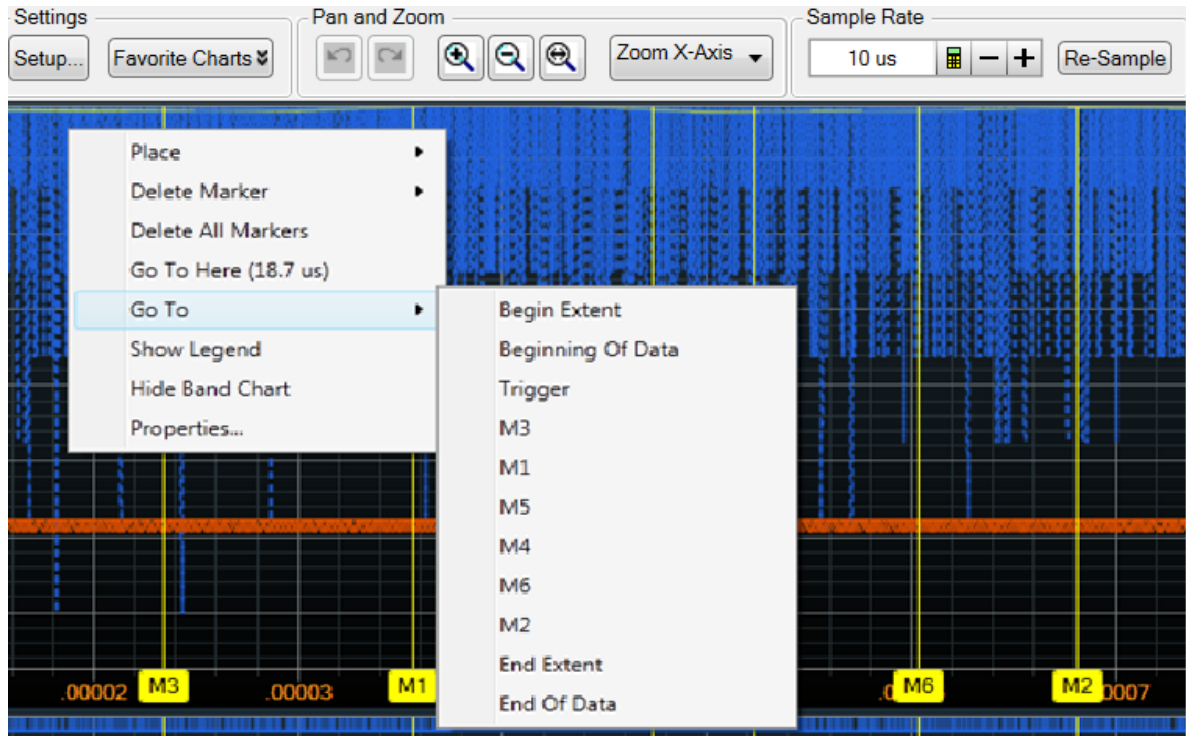 Settings
Pan and Zoom
Sample Rate
Setup...
Favorite Charts
Zoom X-Axis
10 us
Re-Sample
Place
Delete Marker
Delete All Markers
Go To Here (18.7 us)
Go To
Show Legend
Hide Band Chart
Properties...
Begin Extent
Beginning Of Data
Trigger
M3
M1
M5
M4
M6
M2
End Extent
End Of Data
.00002 M3 .00003 M1 M6 M2 0007